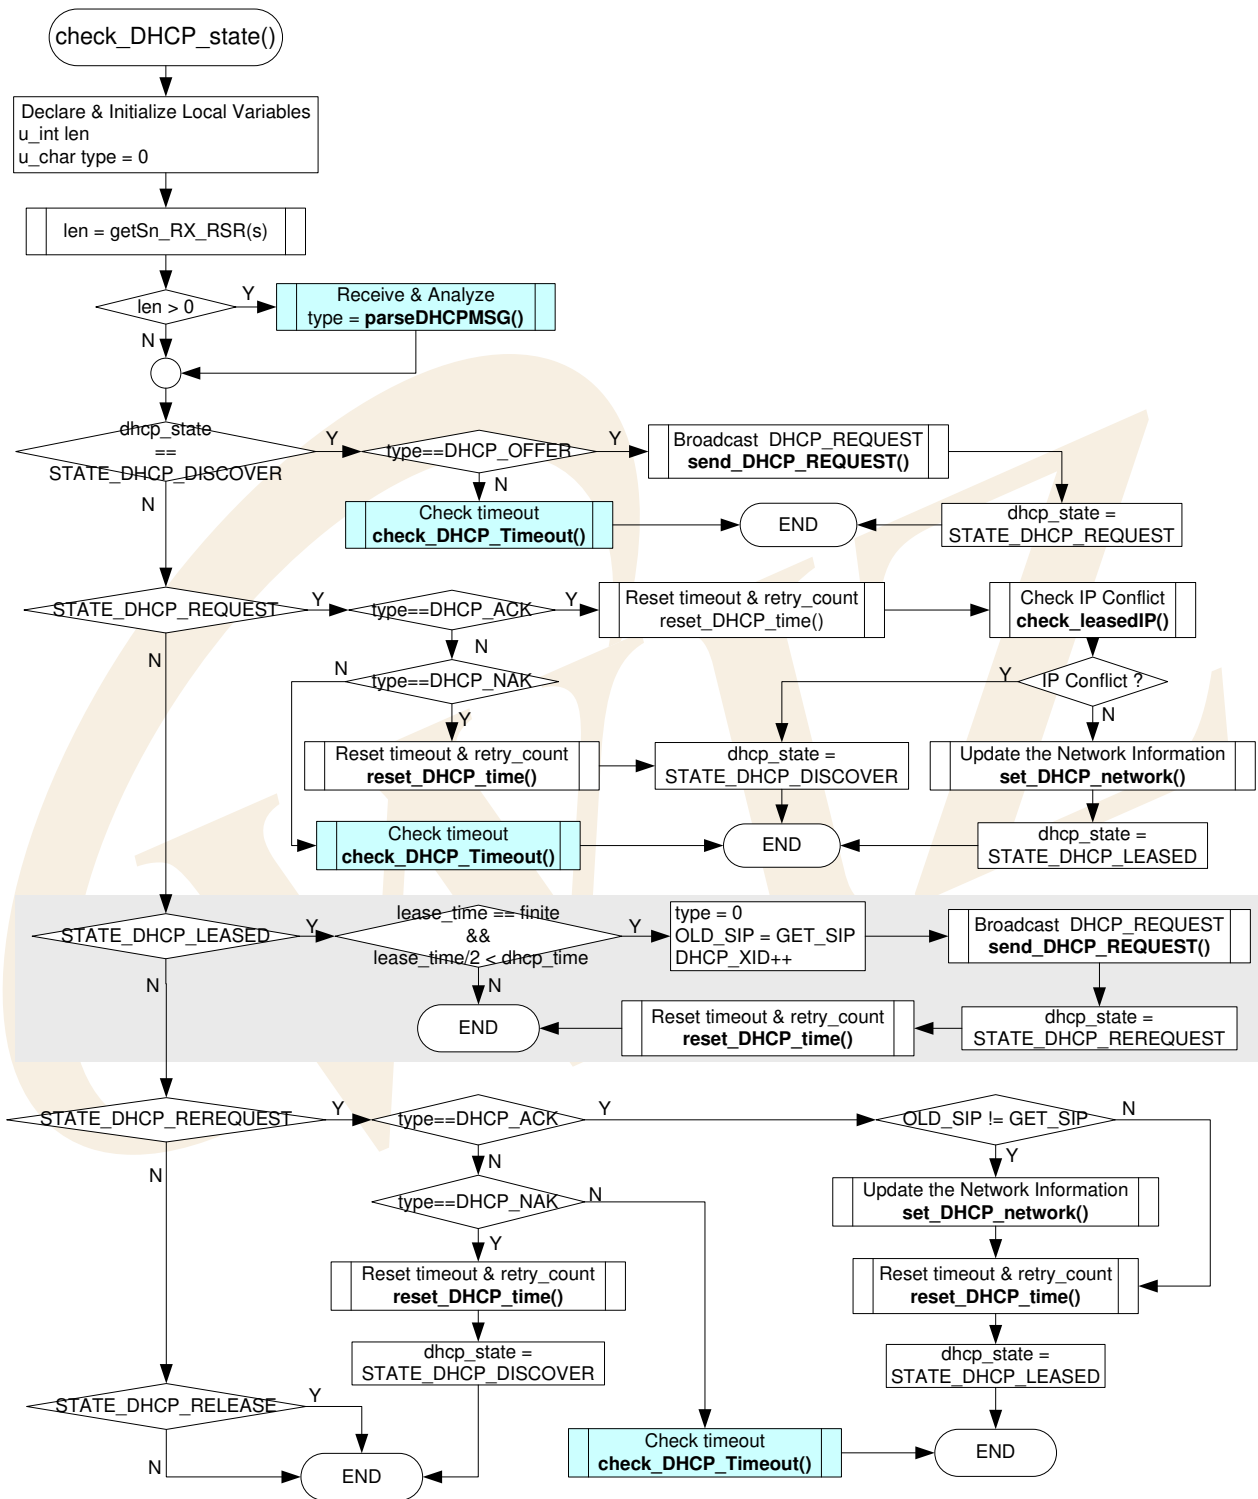 check_DHCP_state()
Declare & Initialize Local Variables
u_int len
u_char type = 0
len = getSn_RX_RSR(s)
len > 0
Y
Receive & Analyze
type = parseDHCPMSG()
N
dhcp_state
==
STATE_DHCP_DISCOVER
Y
type==DHCP_OFFER
Y
Broadcast DHCP_REQUEST
send_DHCP_REQUEST()
N
N
Check timeout
check_DHCP_Timeout()
END
dhcp_state =
STATE_DHCP_REQUEST
STATE_DHCP_REQUEST
Y
type==DHCP_ACK
Y
Reset timeout & retry_count
reset_DHCP_time()
Check IP Conflict
check_leasedIP()
N
N
N
type==DHCP_NAK
Y
IP Conflict ?
Y
N
Reset timeout & retry_count
reset_DHCP_time()
dhcp_state =
STATE_DHCP_DISCOVER
Update the Network Information
set_DHCP_network()
Check timeout
check_DHCP_Timeout()
END
dhcp_state =
STATE_DHCP_LEASED
STATE_DHCP_LEASED
Y
lease_time == finite
&&
lease_time/2 < dhcp_time
Y
type = 0
OLD_SIP = GET_SIP
DHCP_XID++
Broadcast DHCP_REQUEST
send_DHCP_REQUEST()
N
N
END
Reset timeout & retry_count
reset_DHCP_time()
dhcp_state =
STATE_DHCP_REREQUEST
STATE_DHCP_REREQUEST
Y
type==DHCP_ACK
Y
OLD_SIP != GET_SIP
N
N
N
Y
type==DHCP_NAK
N
Update the Network Information
set_DHCP_network()
Y
Reset timeout & retry_count
reset_DHCP_time()
Reset timeout & retry_count
reset_DHCP_time()
dhcp_state =
STATE_DHCP_DISCOVER
dhcp_state =
STATE_DHCP_LEASED
STATE_DHCP_RELEASE
Y
Check timeout
check_DHCP_Timeout()
END
N
END